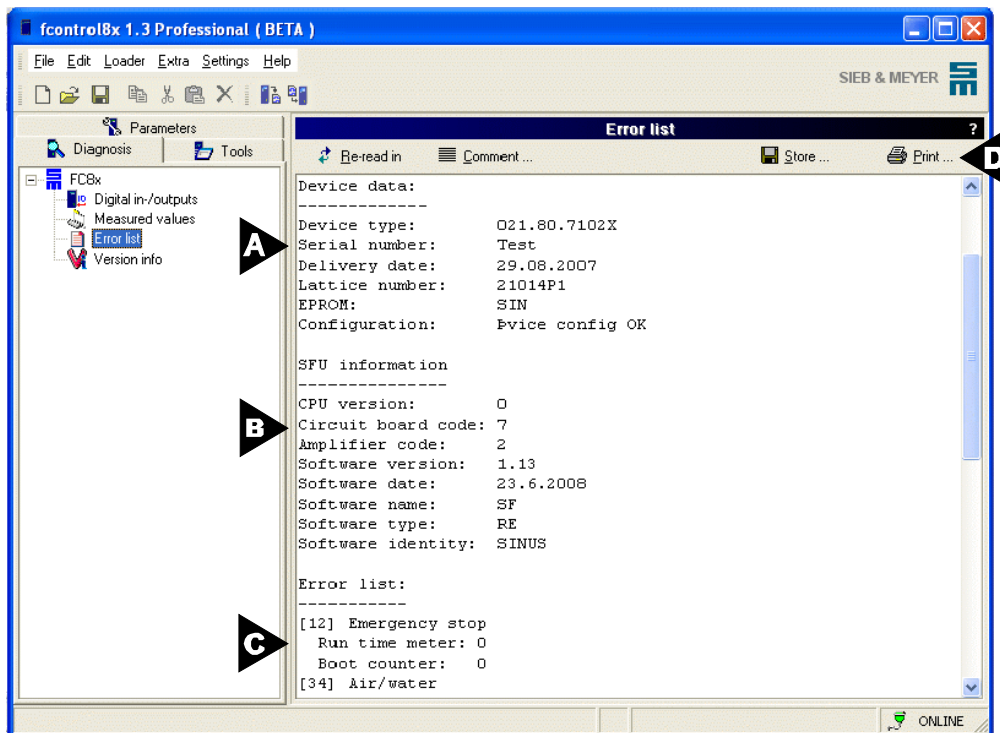 fcontrol8x 1.3 Professional ( BETA )
File Edit Loader Extra Settings Help
SIEB & MEYER
Parameters
Diagnosis Tools
FC8x
Digital in-/outputs
Measured values
Error list
Version info
Error list ?
Re-read in Comment ... Store ... Print ...
D
Device data:
-------------
Device type: O21.80.7102X
A
Serial number: Test
Delivery date: 29.08.2007
Lattice number: 21014P1
EPROM: SIN
Configuration: Þvice config OK
SFU information
---------------
CPU version: O
B
Circuit board code: 7
Amplifier code: 2
Software version: 1.13
Software date: 23.6.2008
Software name: SF
Software type: RE
Software identity: SINUS
Error list:
-----------
[12] Emergency stop
C
Run time meter: 0
Boot counter: 0
[34] Air/water
ONLINE